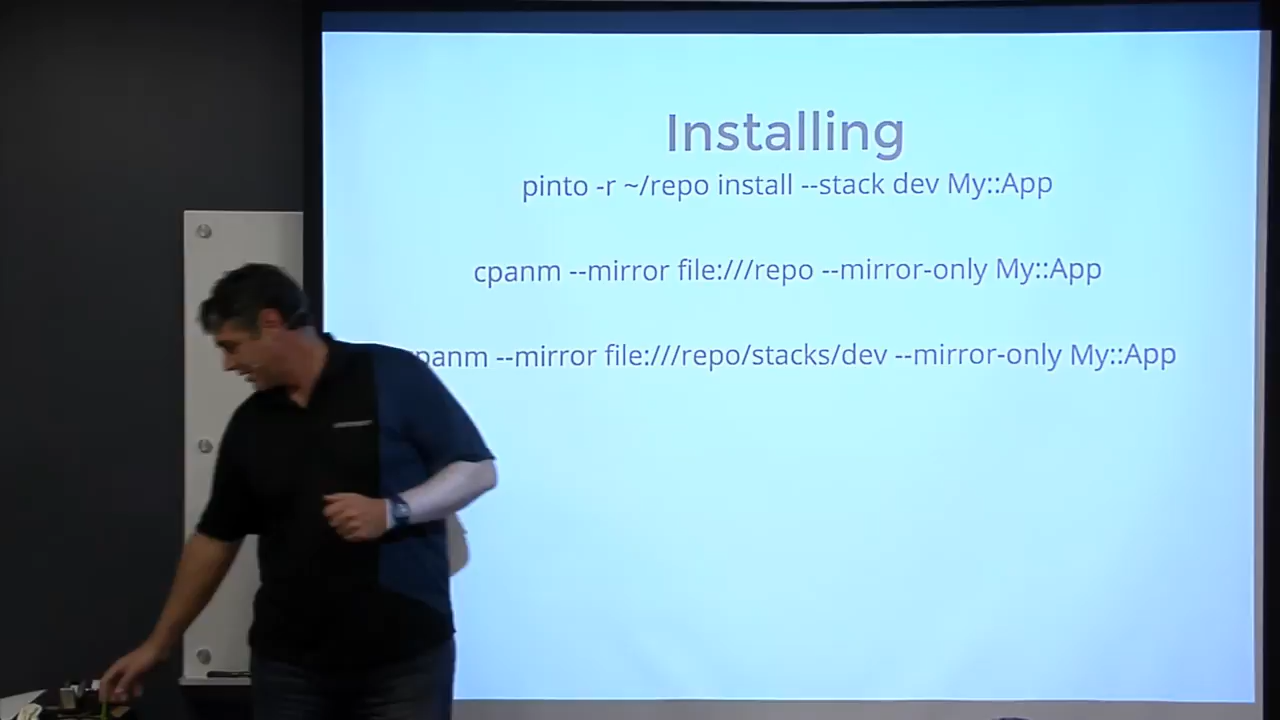 Installing
pinto -r ~/repo install --stack dev My::App
cpanm --mirror file:///repo --mirror-only My::App
panm --mirror file:///repo/stacks/dev --mirror-only My::App